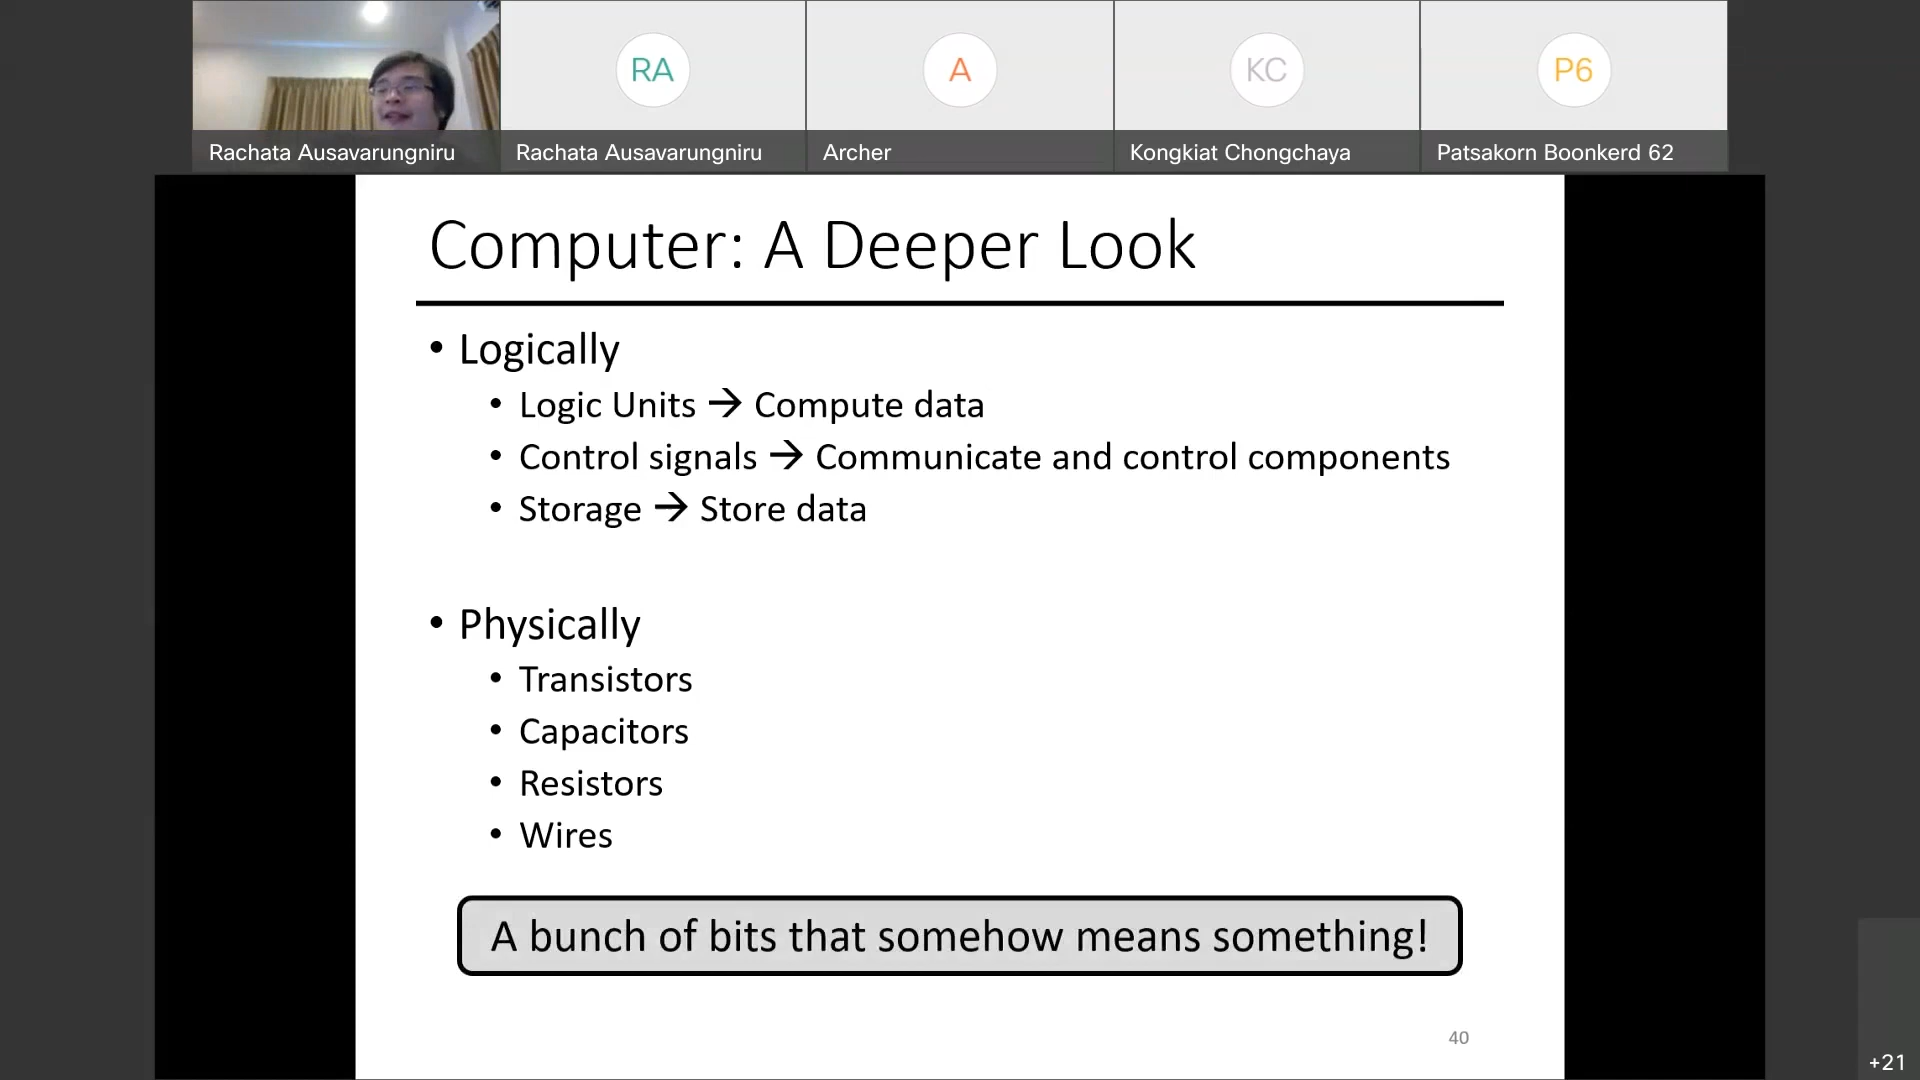 RA
A
KC
P6
Rachata Ausavarungniru
Rachata Ausavarungniru
Archer
Kongkiat Chongchaya
Patsakorn Boonkerd 62
Computer: A Deeper Look
• Logically
• Logic Units → Compute data
• Control signals → Communicate and control components
• Storage → Store data
• Physically
• Transistors
• Capacitors
• Resistors
• Wires
A bunch of bits that somehow means something!
40
+21